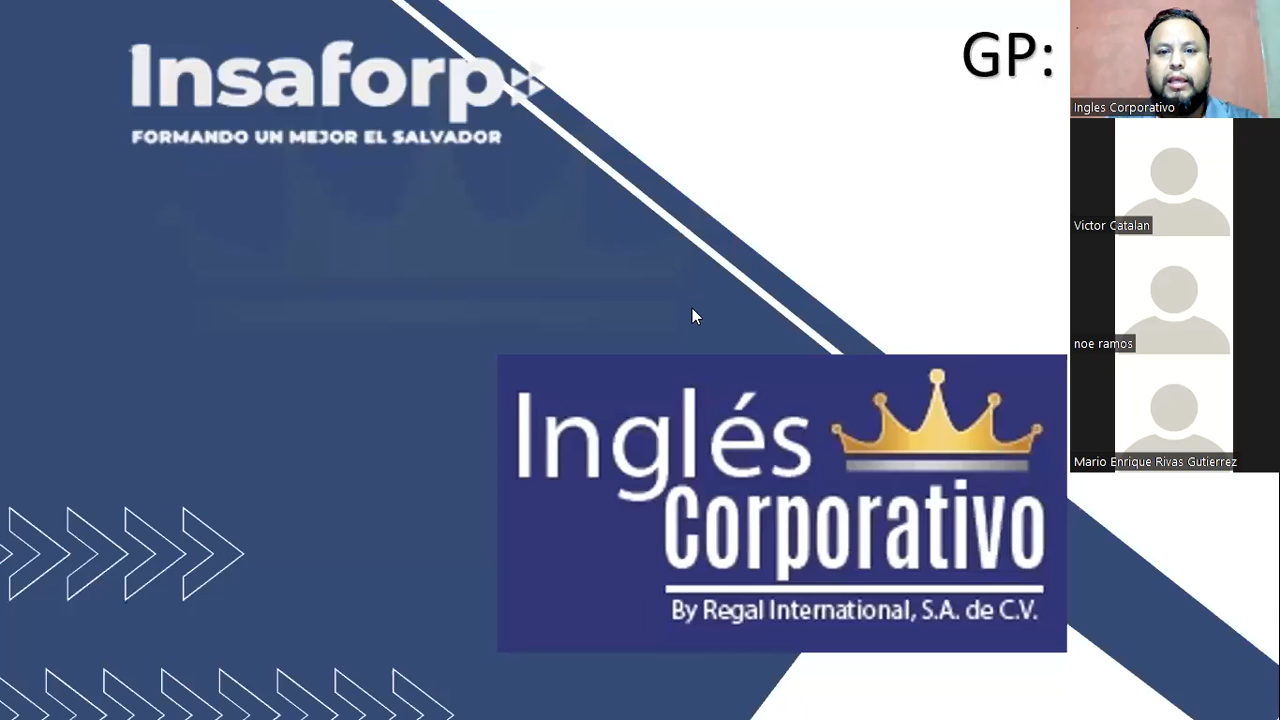 Insaforp
FORMANDO UN MEJOR EL SALVADOR
GP:
Ingles Corporativo
Victor Catalan
noe ramos
Mario Enrique Rivas Gutierrez
Inglés
Corporativo
By Regal International, S.A. de C.V.